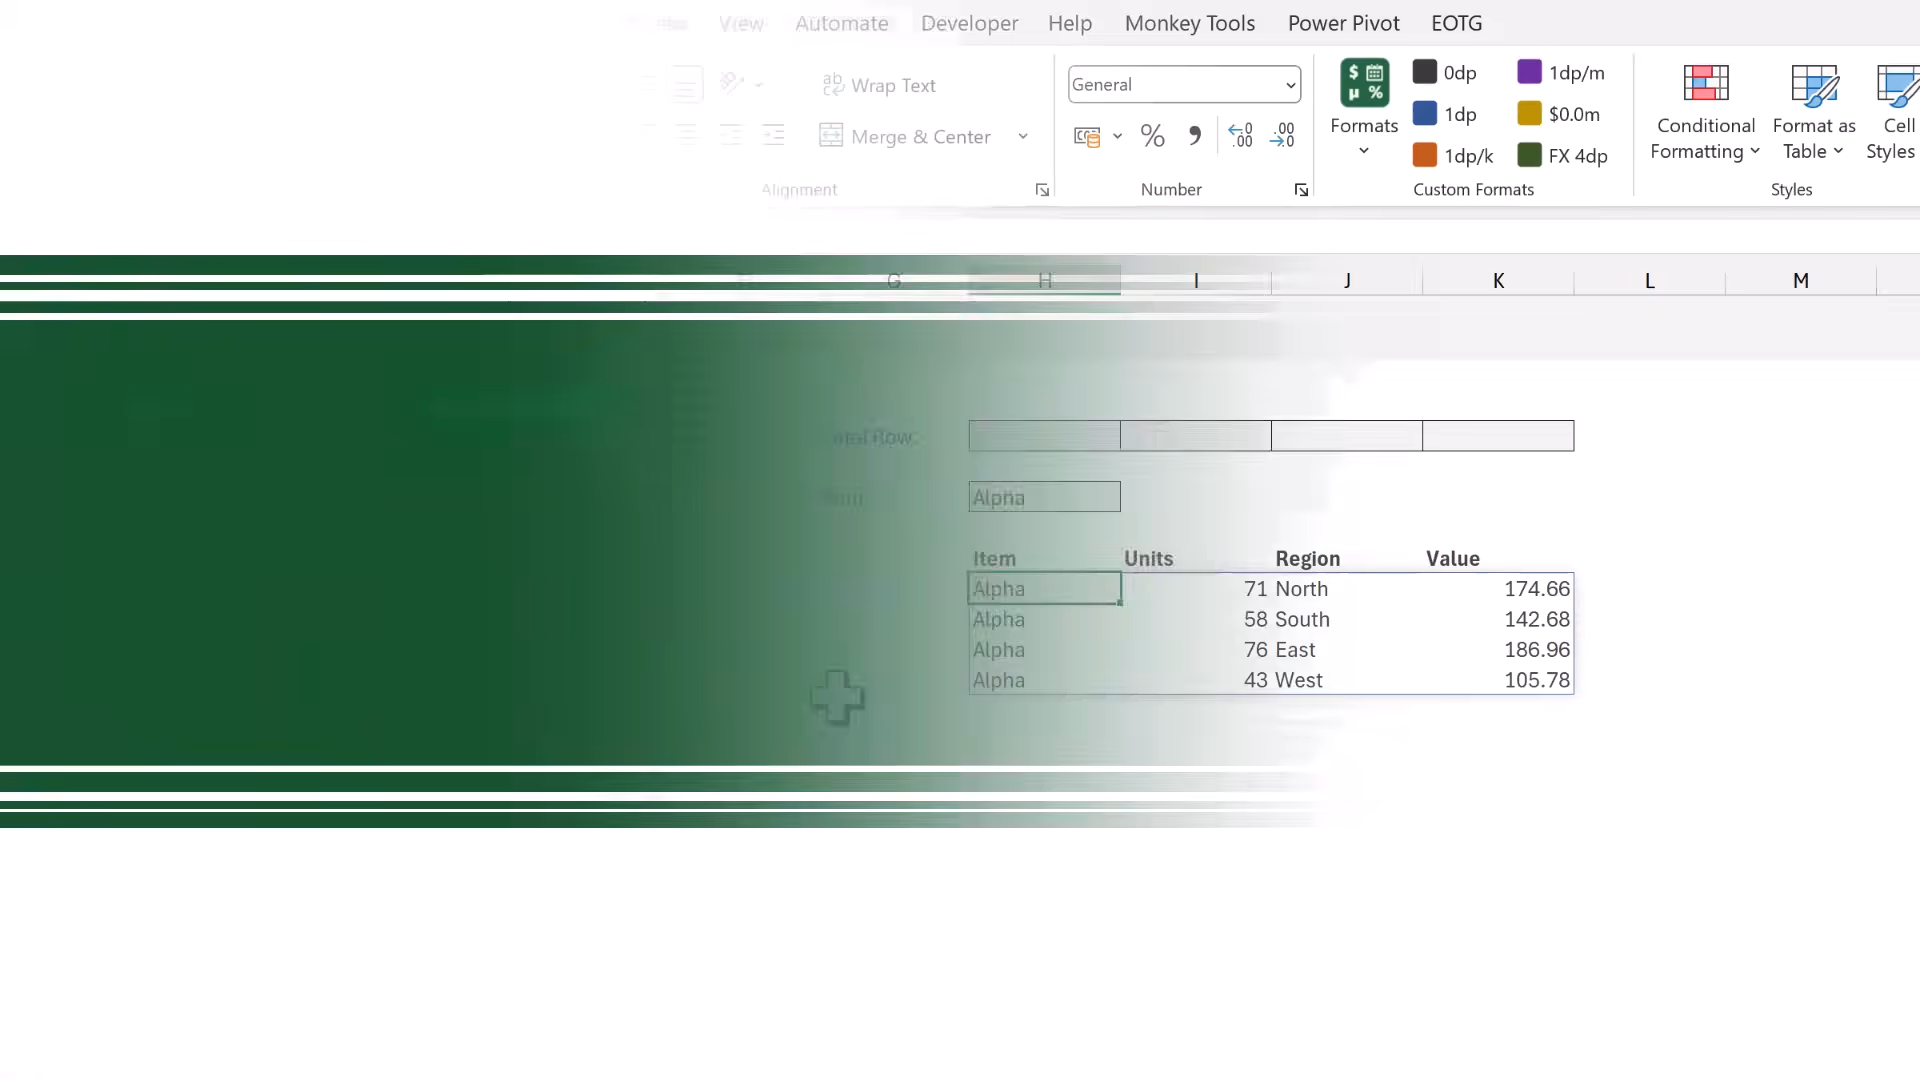 View Automate Developer Help Monkey Tools Power Pivot EOTG
Wrap Text
General
Merge & Center
Formats
0dp
1dp/m
1dp
$0.0m
1dp/k
FX 4dp
Conditional
Formatting
Format as
Table
Cell
Styles
Alignment
Number
Custom Formats
Styles
G H I J K L M
Row:
Alpha
Item Units Region Value
Alpha 71 North 174.66
Alpha 58 South 142.68
Alpha 76 East 186.96
Alpha 43 West 105.78